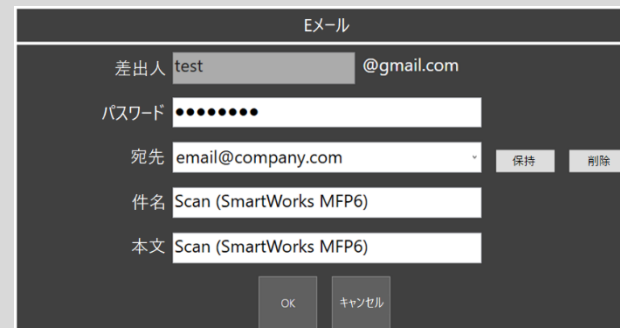 Eメール
差出人 test @gmail.com
パスワード ●●●●●●●●
宛先 email@company.com 保持 削除
件名 Scan (SmartWorks MFP6)
本文 Scan (SmartWorks MFP6)
OK キャンセル